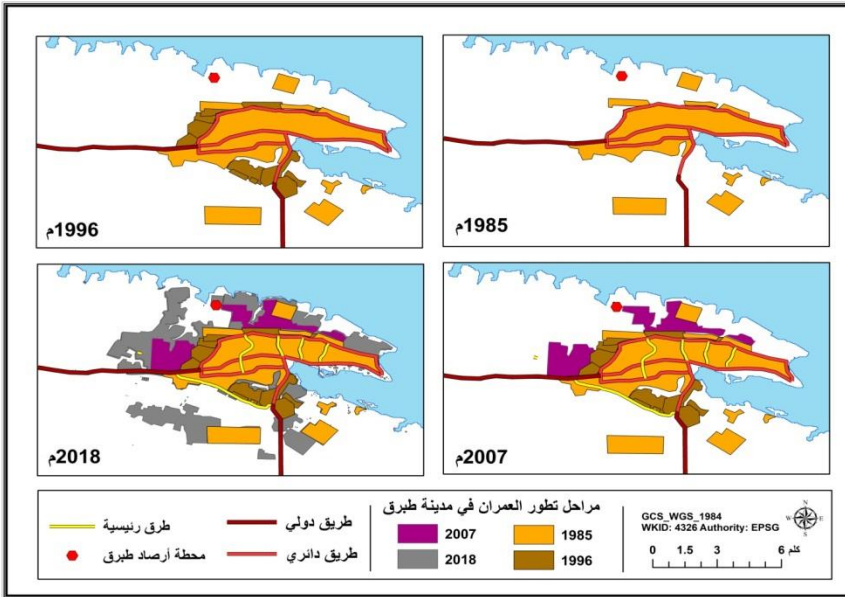 1985م
1996م
2007م
2018م
GCS_WGS_1984
WKID: 4326 Authority: EPSG
N
W E
S
كلم
0 1.5 3 6
مراحل تطور العمران في مدينة طبرق
1985
2007
1996
2018
طريق دولي
طرق رئيسية
طريق دائري
محطة أرصاد طبرق